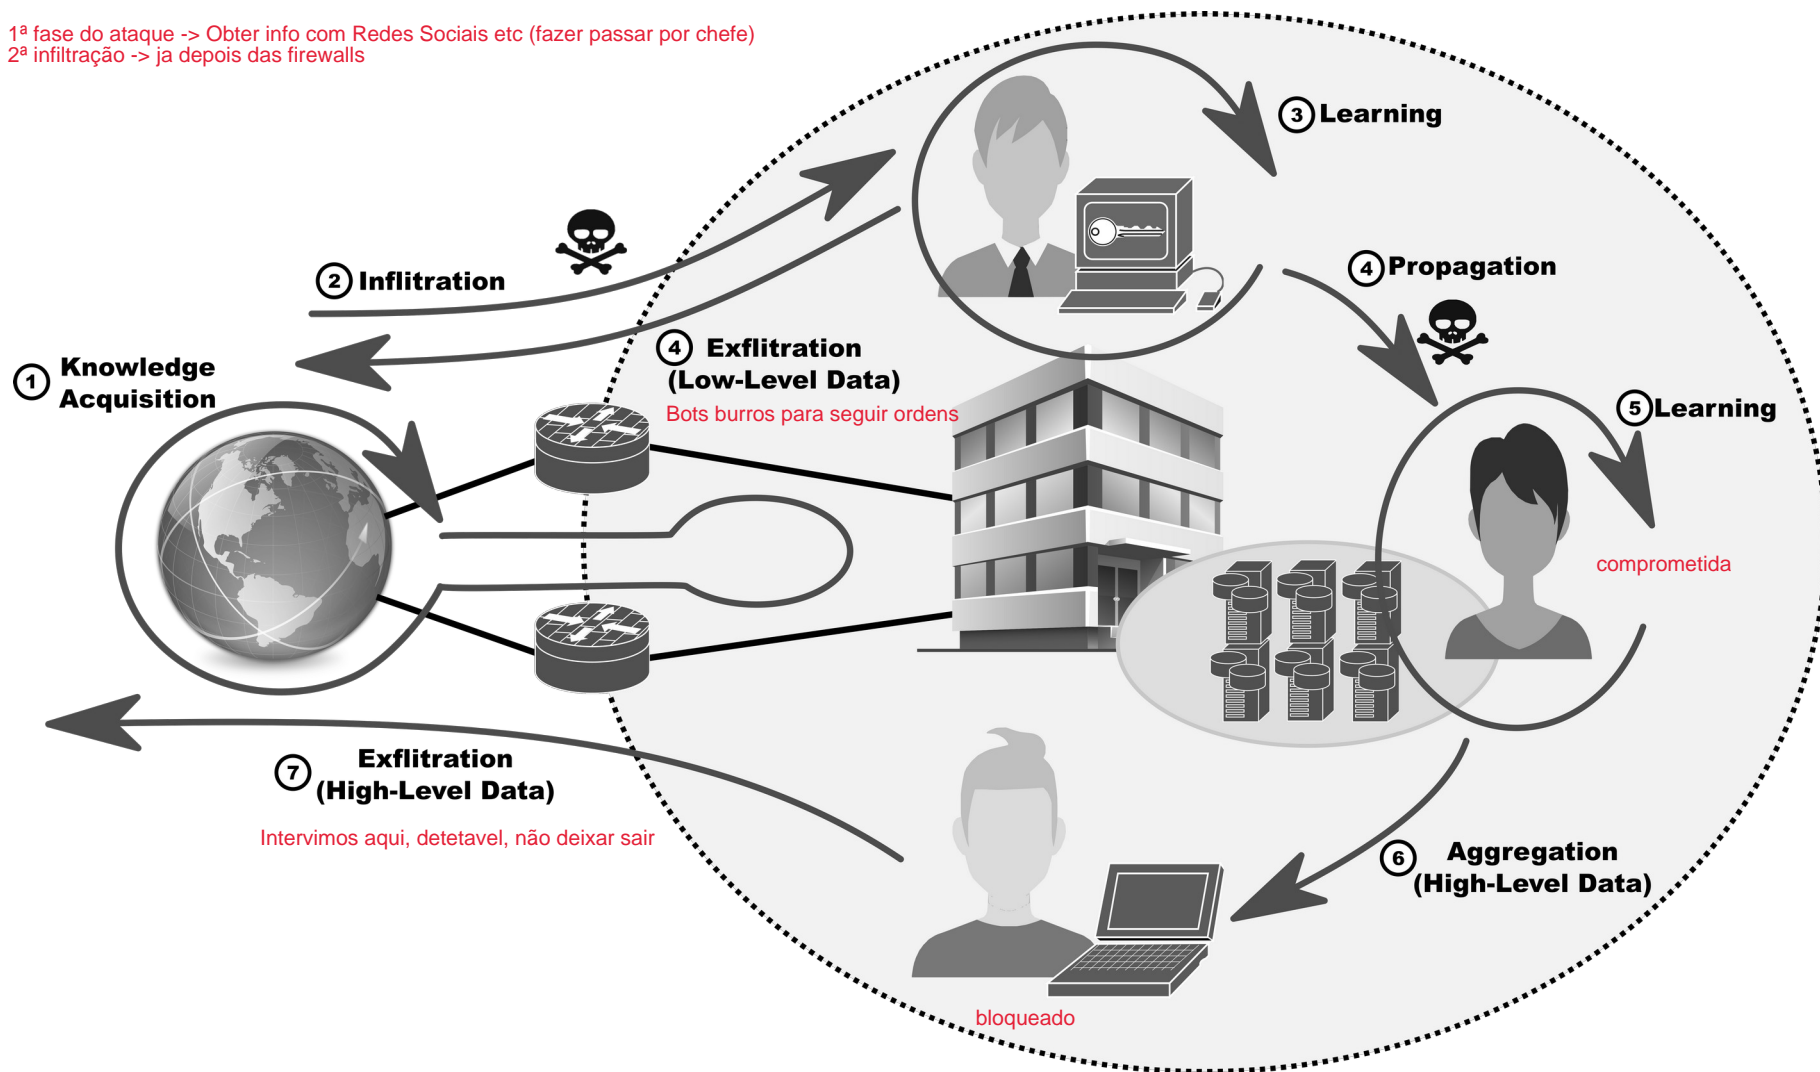 1ª fase do ataque -> Obter info com Redes Sociais etc (fazer passar por chefe)
2ª infiltração -> ja depois das firewalls
3 Learning
2 Inflitration
4 Propagation
4 Exflitration
(Low-Level Data)
Bots burros para seguir ordens
1 Knowledge
Acquisition
5 Learning
comprometida
7 Exflitration
(High-Level Data)
Intervimos aqui, detetavel, não deixar sair
6 Aggregation
(High-Level Data)
bloqueado